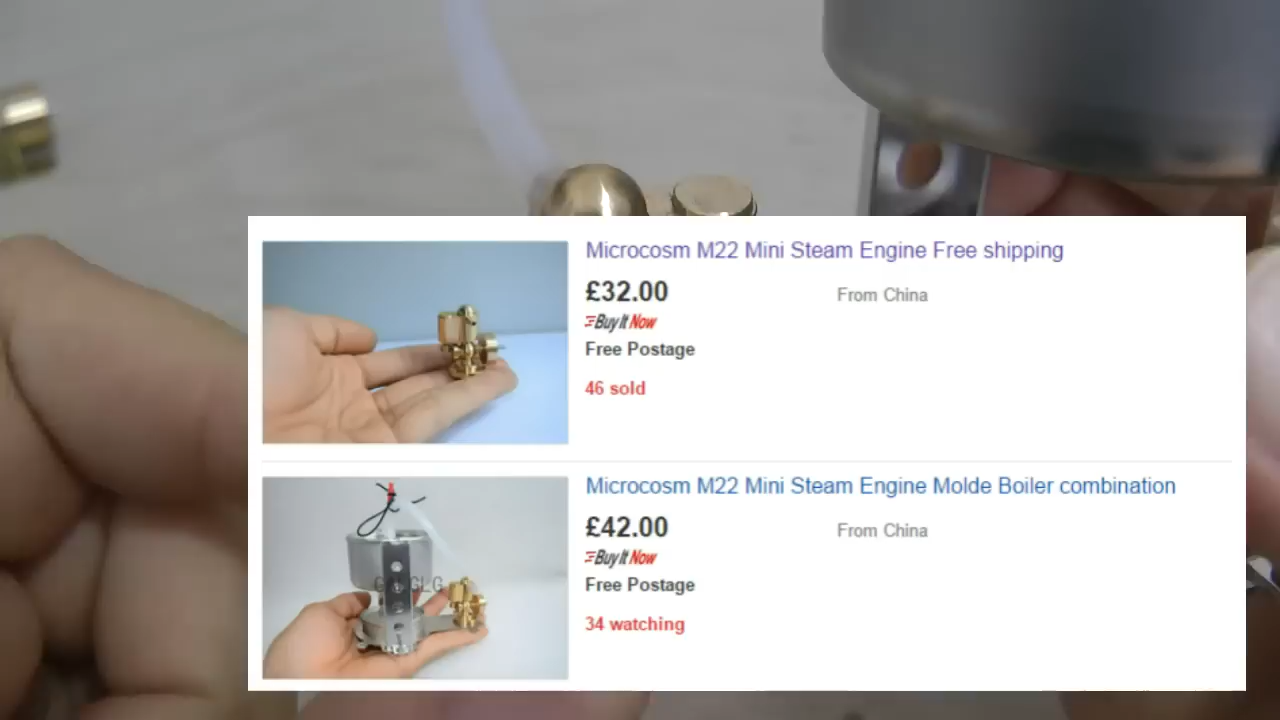 Microcosm M22 Mini Steam Engine Free shipping
£32.00
From China
Buy It Now
Free Postage
46 sold
Microcosm M22 Mini Steam Engine Molde Boiler combination
£42.00
From China
Buy It Now
Free Postage
34 watching